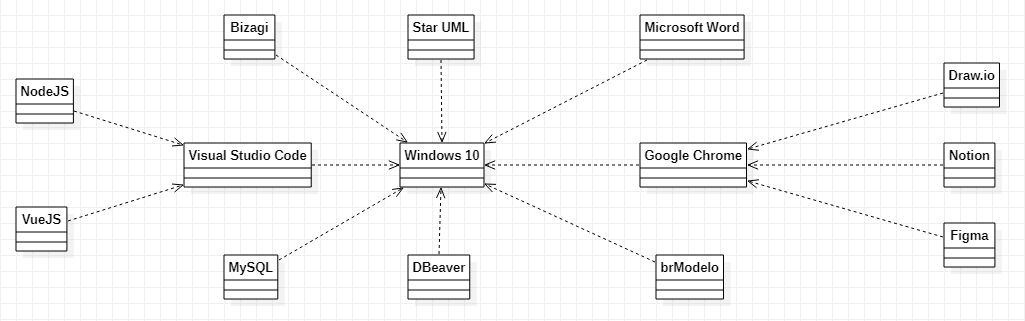 Bizagi
Star UML
Microsoft Word
Draw.io
NodeJS
Visual Studio Code
Windows 10
Google Chrome
Notion
VueJS
Figma
MySQL
DBeaver
brModelo